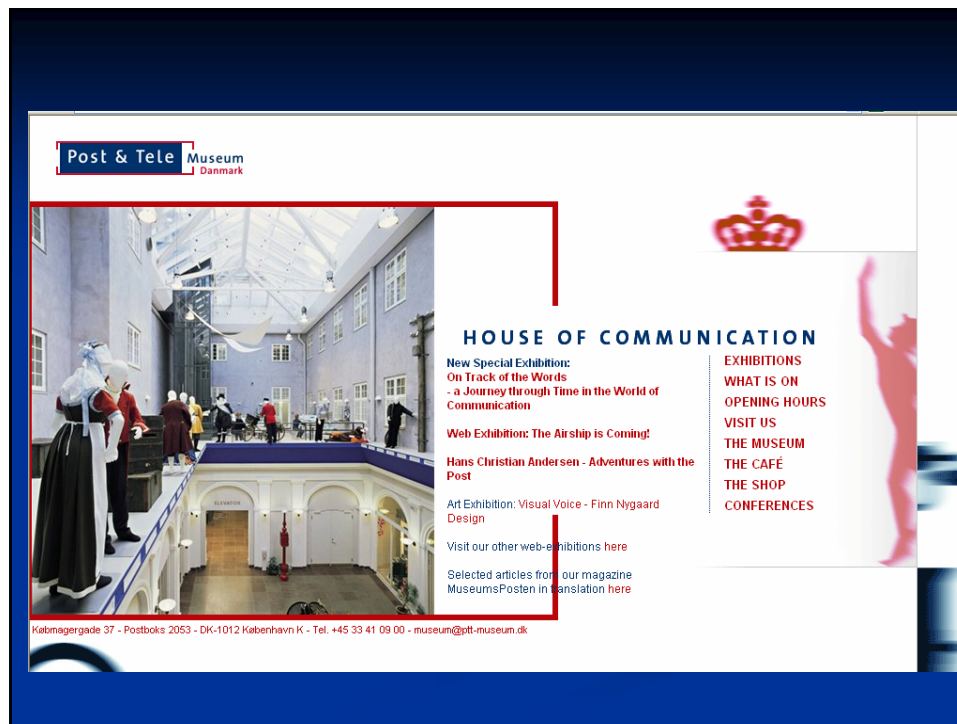 Post & Tele Museum
Danmark
ELEVATOR
HOUSE OF COMMUNICATION
New Special Exhibition:
On Track of the Words
- a Journey through Time in the World of
Communication
Web Exhibition: The Airship is Coming!
Hans Christian Andersen - Adventures with the
Post
Art Exhibition: Visual Voice - Finn Nygaard
Design
Visit our other web-exhibitions here
Selected articles from our magazine
MuseumsPosten in translation here
EXHIBITIONS
WHAT IS ON
OPENING HOURS
VISIT US
THE MUSEUM
THE CAFÉ
THE SHOP
CONFERENCES
Købmagergade 37 - Postboks 2053 - DK-1012 København K - Tel. +45 33 41 09 00 - museum@ptt-museum.dk